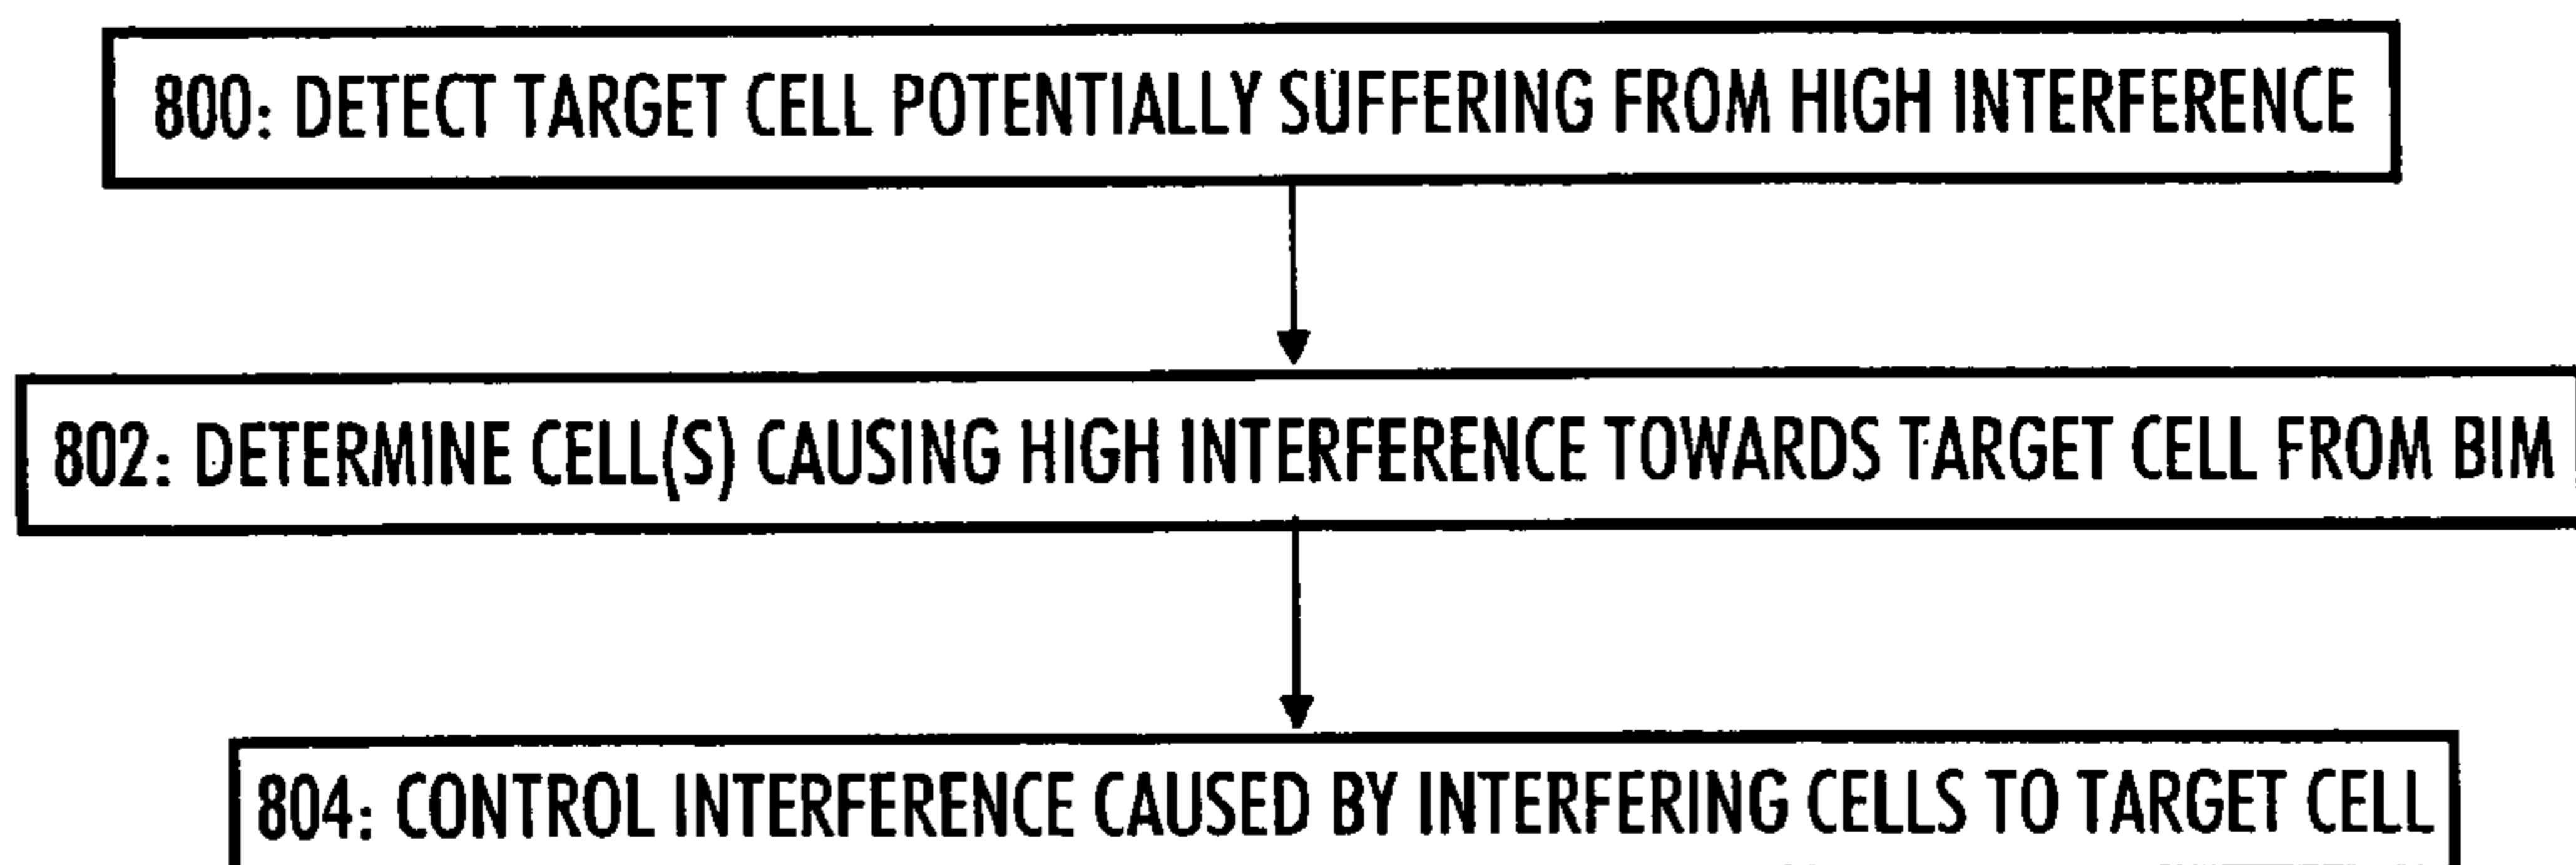 800: DETECT TARGET CELL POTENTIALLY SUFFERING FROM HIGH INTERFERENCE
802: DETERMINE CELL(S) CAUSING HIGH INTERFERENCE TOWARDS TARGET CELL FROM BIM
804: CONTROL INTERFERENCE CAUSED BY INTERFERING CELLS TO TARGET CELL